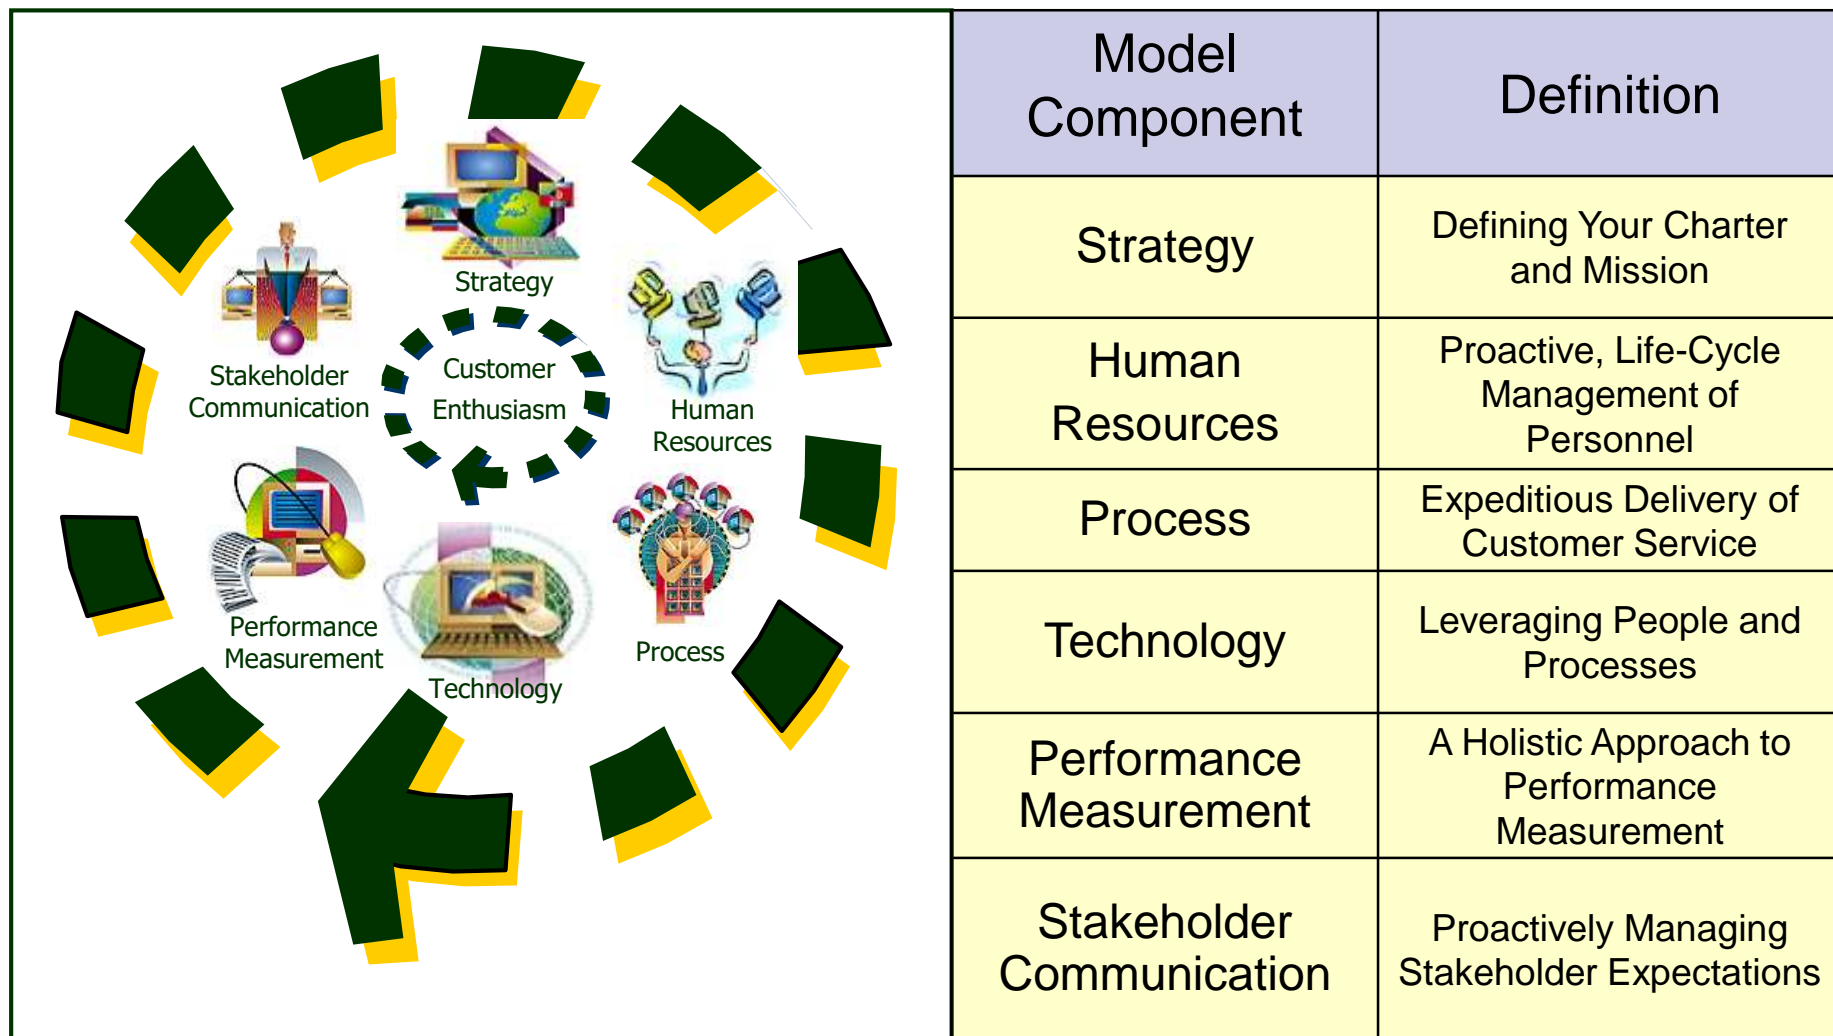 Strategy
Stakeholder
Communication
Customer
Enthusiasm
Human
Resources
Performance
Measurement
Process
Technology
Model
Component
Definition
Strategy
Defining Your Charter
and Mission
Human
Resources
Proactive, Life-Cycle
Management of
Personnel
Process
Expeditious Delivery of
Customer Service
Technology
Leveraging People and
Processes
Performance
Measurement
A Holistic Approach to
Performance
Measurement
Stakeholder
Communication
Proactively Managing
Stakeholder Expectations